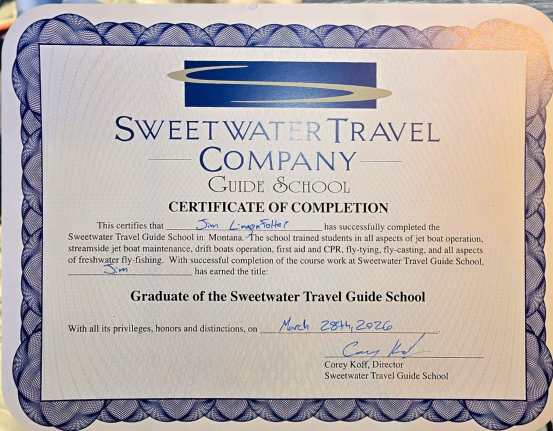 SWEETWATER TRAVEL
COMPANY
GUIDE SCHOOL
CERTIFICATE OF COMPLETION
This certifies that Jim has successfully completed the
Sweetwater Travel Guide School in Montana. The school trained students in all aspects of jet boat operation,
streamside jet boat maintenance, drift boats operation, first aid and CPR, fly-tying, fly-casting, and all aspects
of freshwater fly-fishing. With successful completion of the course work at Sweetwater Travel Guide School,
Jim has earned the title:
Graduate of the Sweetwater Travel Guide School
With all its privileges, honors and distinctions, on March 28th, 2026.
Corey Koff, Director
Sweetwater Travel Guide School